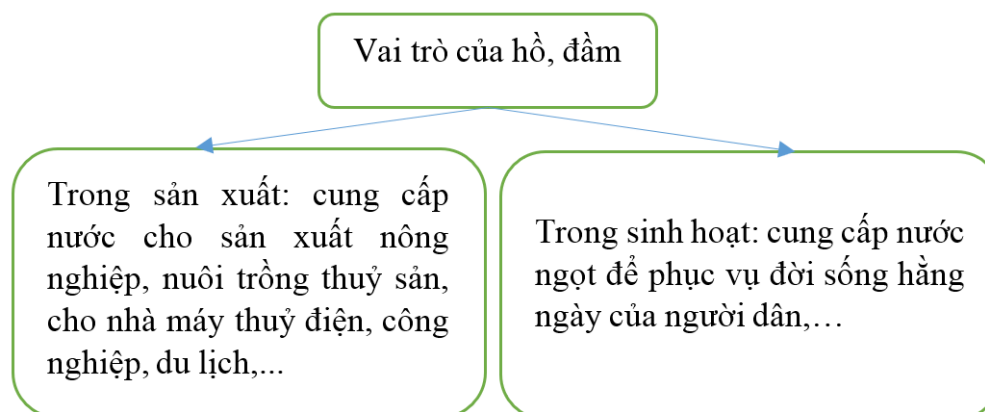 Vai trò của hồ, đầm
Trong sản xuất: cung cấp
nước cho sản xuất nông
nghiệp, nuôi trồng thuỷ sản,
cho nhà máy thuỷ điện, công
nghiệp, du lịch,...
Trong sinh hoạt: cung cấp nước
ngọt để phục vụ đời sống hằng
ngày của người dân,…